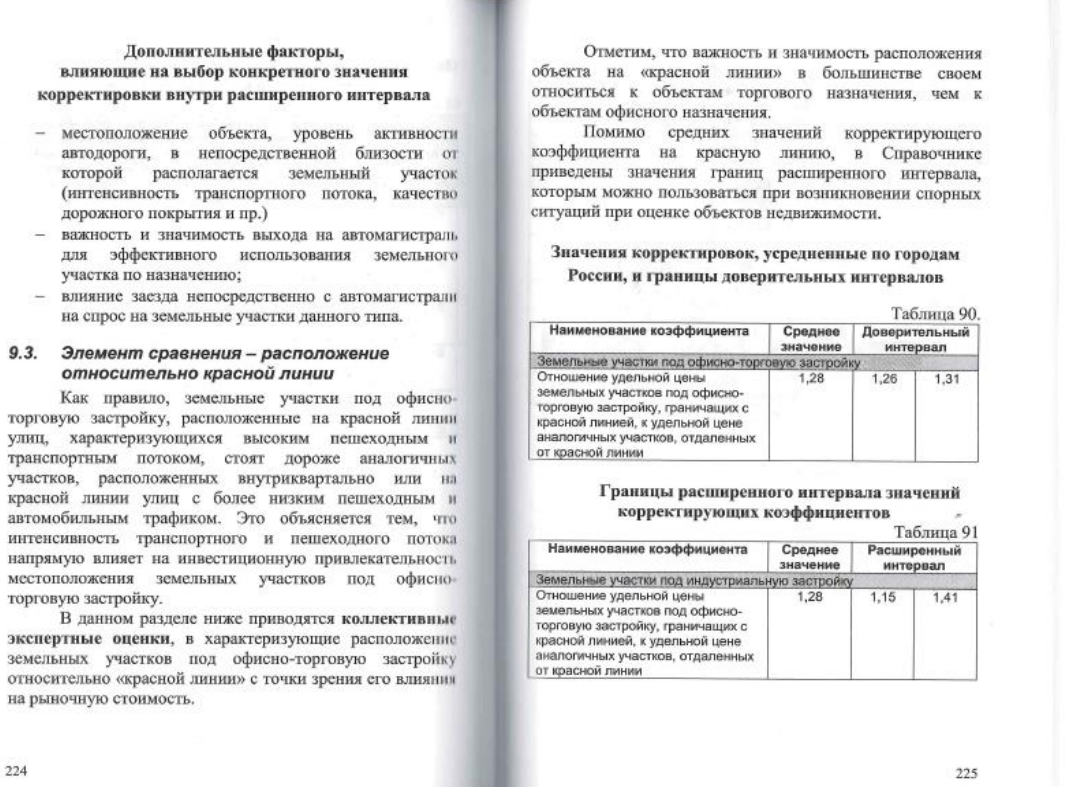 Дополнительные факторы,
влияющие на выбор конкретного значения
корректировки внутри расширенного интервала
– местоположение объекта, уровень активности
автодороги, в непосредственной близости от
которой располагается земельный участок
(интенсивность транспортного потока, качество
дорожного покрытия и пр.)
– важность и значимость выхода на автомагистраль
для эффективного использования земельного
участка по назначению;
– влияние заезда непосредственно с автомагистрали
на спрос на земельные участки данного типа.
9.3. Элемент сравнения – расположение
относительно красной линии
Как правило, земельные участки под офисно-
торговую застройку, расположенные на красной линии
улиц, характеризующихся высоким пешеходным и
транспортным потоком, стоят дороже аналогичных
участков, расположенных внутриквартально или на
красной линии улиц с более низким пешеходным и
автомобильным трафиком. Это объясняется тем, что
интенсивность транспортного и пешеходного потока
напрямую влияет на инвестиционную привлекательность
местоположения земельных участков под офисно-
торговую застройку.
В данном разделе ниже приводятся коллективные
экспертные оценки, в характеризующие расположение
земельных участков под офисно-торговую застройку
относительно «красной линии» с точки зрения его влияния
на рыночную стоимость.
224
Отметим, что важность и значимость расположения
объекта на «красной линии» в большинстве своем
относиться к объектам торгового назначения, чем к
объектам офисного назначения.
Помимо средних значений корректирующего
коэффициента на красную линию, в Справочнике
приведены значения границ расширенного интервала,
которым можно пользоваться при возникновении спорных
ситуаций при оценке объектов недвижимости.
Значения корректировок, усредненные по городам
России, и границы доверительных интервалов
Таблица 90.
Наименование коэффициента Среднее Доверительный
значение интервал
Земельные участки под офисно-торговую застройку
Отношение удельной цены 1,28 1,26 1,31
земельных участков под офисно-
торговую застройку, граничащих с
красной линией, к удельной цене
аналогичных участков, отдаленных
от красной линии
Границы расширенного интервала значений
корректирующих коэффициентов
Таблица 91
Наименование коэффициента Среднее Расширенный
значение интервал
Земельные участки под индустриальную застройку
Отношение удельной цены 1,28 1,15 1,41
земельных участков под офисно-
торговую застройку, граничащих с
красной линией, к удельной цене
аналогичных участков, отдаленных
от красной линии
225